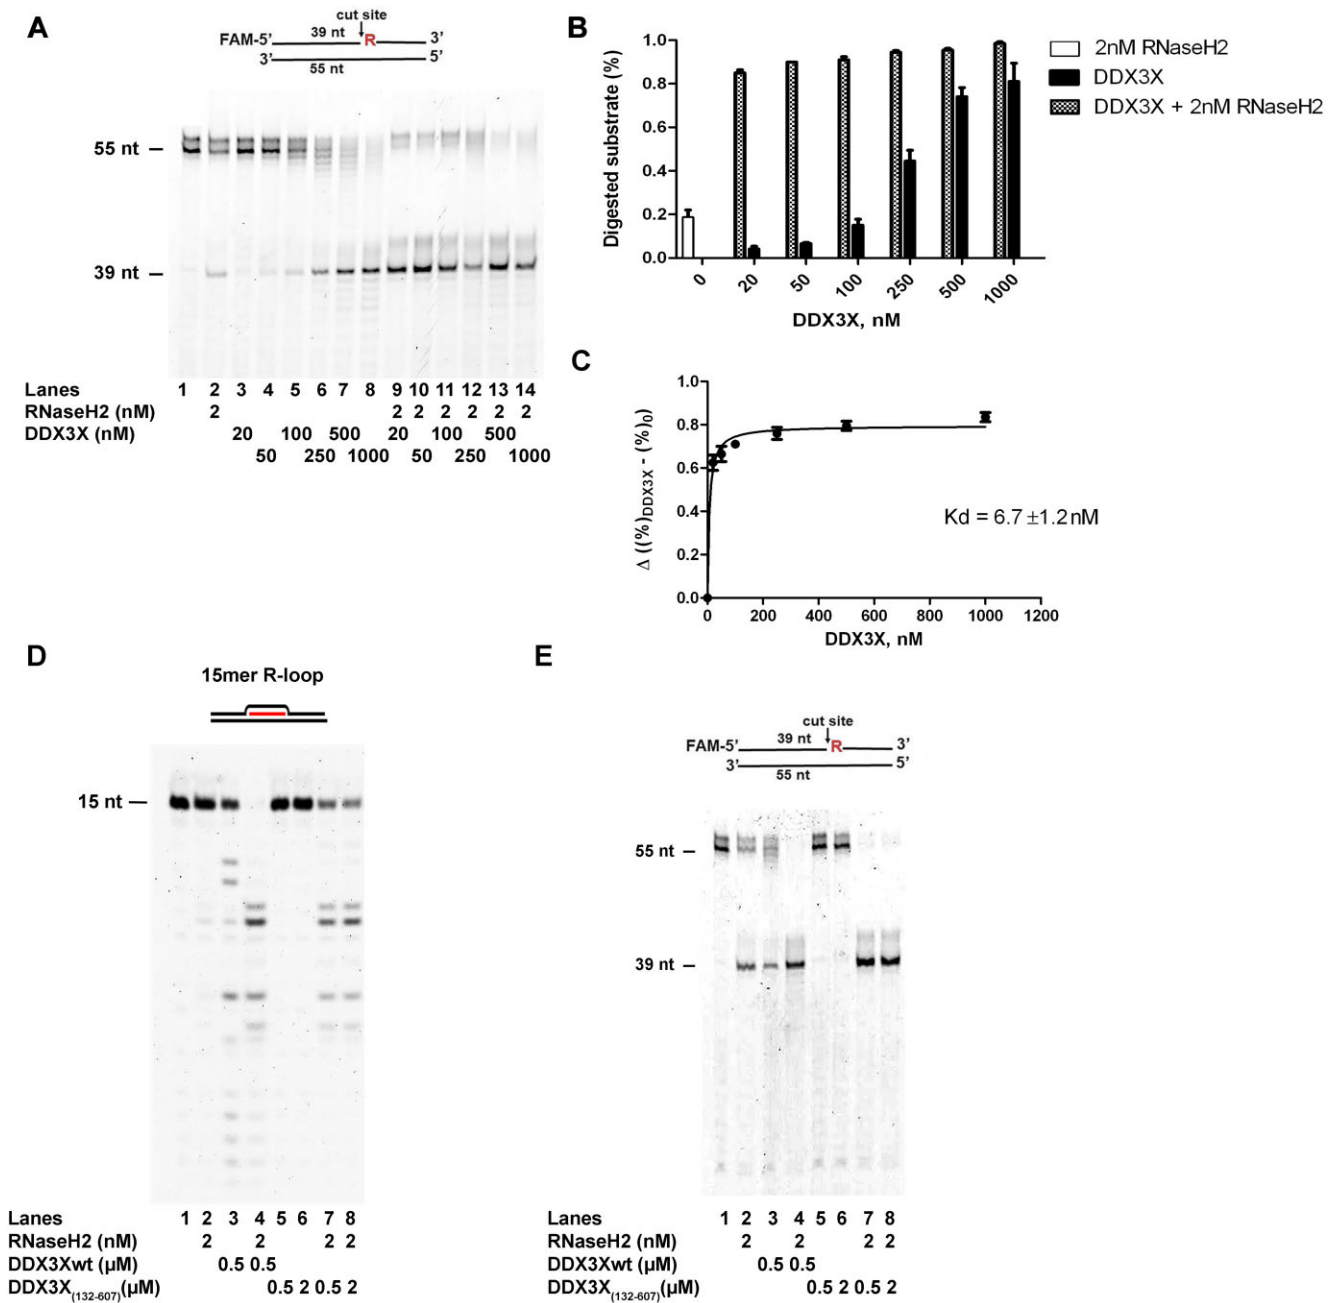 A
cut site
39 nt
FAM-5'
R
3'
3'
5'
55 nt
55 nt
39 nt
Lanes 1 2 3 4 5 6 7 8 9 10 11 12 13 14
RNaseH2 (nM) 2 2 2 2 2 2 2
DDX3X (nM) 20 100 500 20 100 500
50 250 1000 50 250 1000
B
Digested substrate (%)
1.0
0.8
0.6
0.4
0.2
0.0
0 20 50 100 250 500 1000
DDX3X, nM
2nM RNaseH2
DDX3X
DDX3X + 2nM RNaseH2
C
Δ ((%)DDX3X - (%)0)
1.0
0.8
0.6
0.4
0.2
0.0
Kd = 6.7 ±1.2nM
0 200 400 600 800 1000 1200
DDX3X, nM
D
15mer R-loop
15 nt
Lanes 1 2 3 4 5 6 7 8
RNaseH2 (nM) 2 2 2 2
DDX3Xwt (μM) 0.5 0.5
DDX3X(132-607)(μM) 0.5 2 0.5 2
E
cut site
39 nt
FAM-5'
R
3'
3'
5'
55 nt
55 nt
39 nt
Lanes 1 2 3 4 5 6 7 8
RNaseH2 (nM) 2 2 2 2
DDX3Xwt (μM) 0.5 0.5
DDX3X(132-607)(μM) 0.5 2 0.5 2